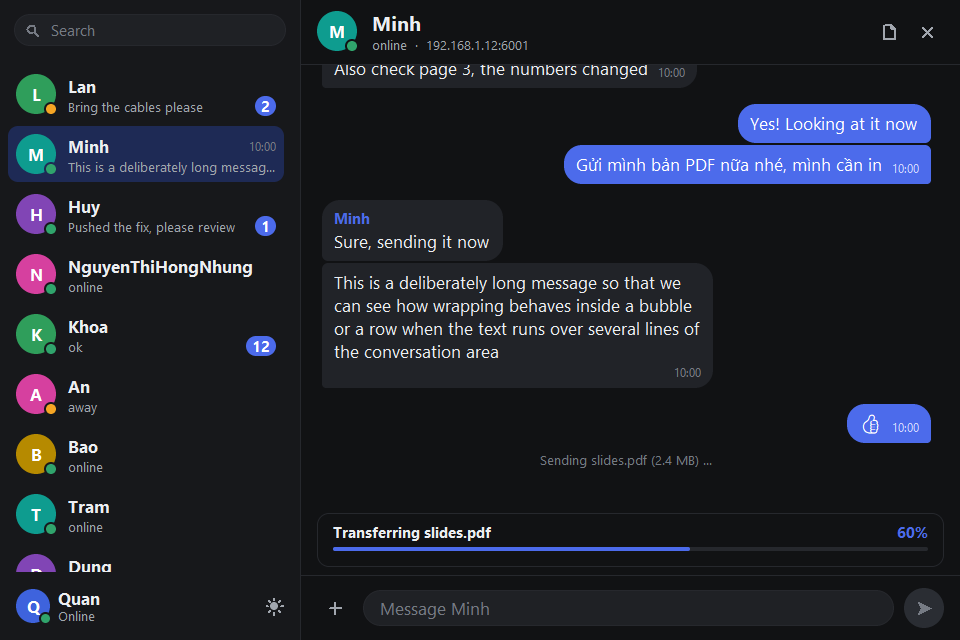 Search
L
Lan
Bring the cables please
2
M
Minh
10:00
This is a deliberately long messag...
H
Huy
Pushed the fix, please review
1
N
NguyenThiHongNhung
online
K
Khoa
ok
12
A
An
away
B
Bao
online
T
Tram
online
D
Dung
Q
Quan
Online
M
Minh
online · 192.168.1.12:6001
Also check page 3, the numbers changed 10:00
Yes! Looking at it now
Gửi mình bản PDF nữa nhé, mình cần in 10:00
Minh
Sure, sending it now
This is a deliberately long message so that we
can see how wrapping behaves inside a bubble
or a row when the text runs over several lines of
the conversation area
10:00
👍 10:00
Sending slides.pdf (2.4 MB) ...
Transferring slides.pdf 60%
Message Minh